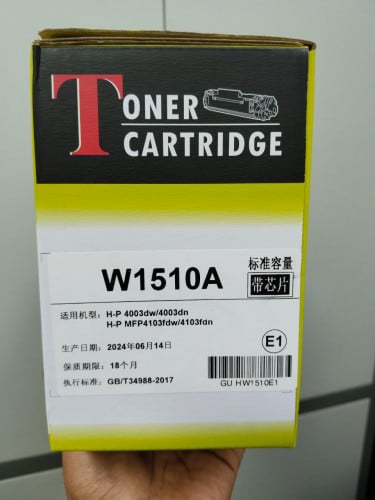 TONER
CARTRIDGE
W1510A
标准容量
带芯片
适用机型: H-P 4003dw/4003dn
H-P MFP4103fdw/4103fdn
生产日期: 2024年06月14日
保质期限: 18个月
执行标准: GB/T34988-2017
E1
GU HW1510E1